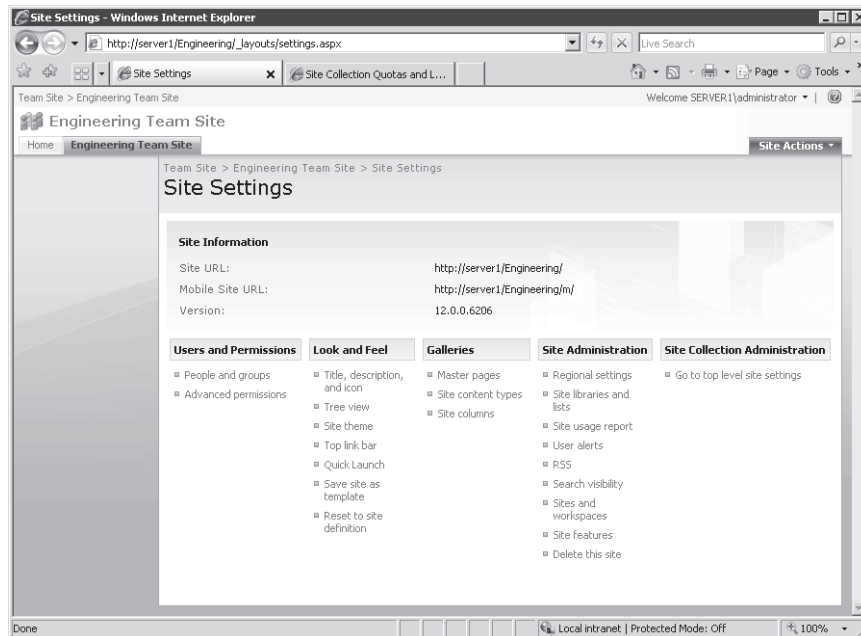 Site Settings - Windows Internet Explorer
http://server1/Engineering/_layouts/settings.aspx
Live Search
Site Settings
Site Collection Quotas and L...
Page
Tools
Team Site > Engineering Team Site
Welcome SERVER1\administrator
Engineering Team Site
Home
Engineering Team Site
Site Actions
Team Site > Engineering Team Site > Site Settings
Site Settings
Site Information
Site URL: http://server1/Engineering/
Mobile Site URL: http://server1/Engineering/m/
Version: 12.0.0.6206
Users and Permissions
People and groups
Advanced permissions
Look and Feel
Title, description,
and icon
Tree view
Site theme
Top link bar
Quick Launch
Save site as
template
Reset to site
definition
Galleries
Master pages
Site content types
Site columns
Site Administration
Regional settings
Site libraries and
lists
Site usage report
User alerts
RSS
Search visibility
Sites and
workspaces
Site features
Delete this site
Site Collection Administration
Go to top level site settings
Done
Local intranet | Protected Mode: Off
100%